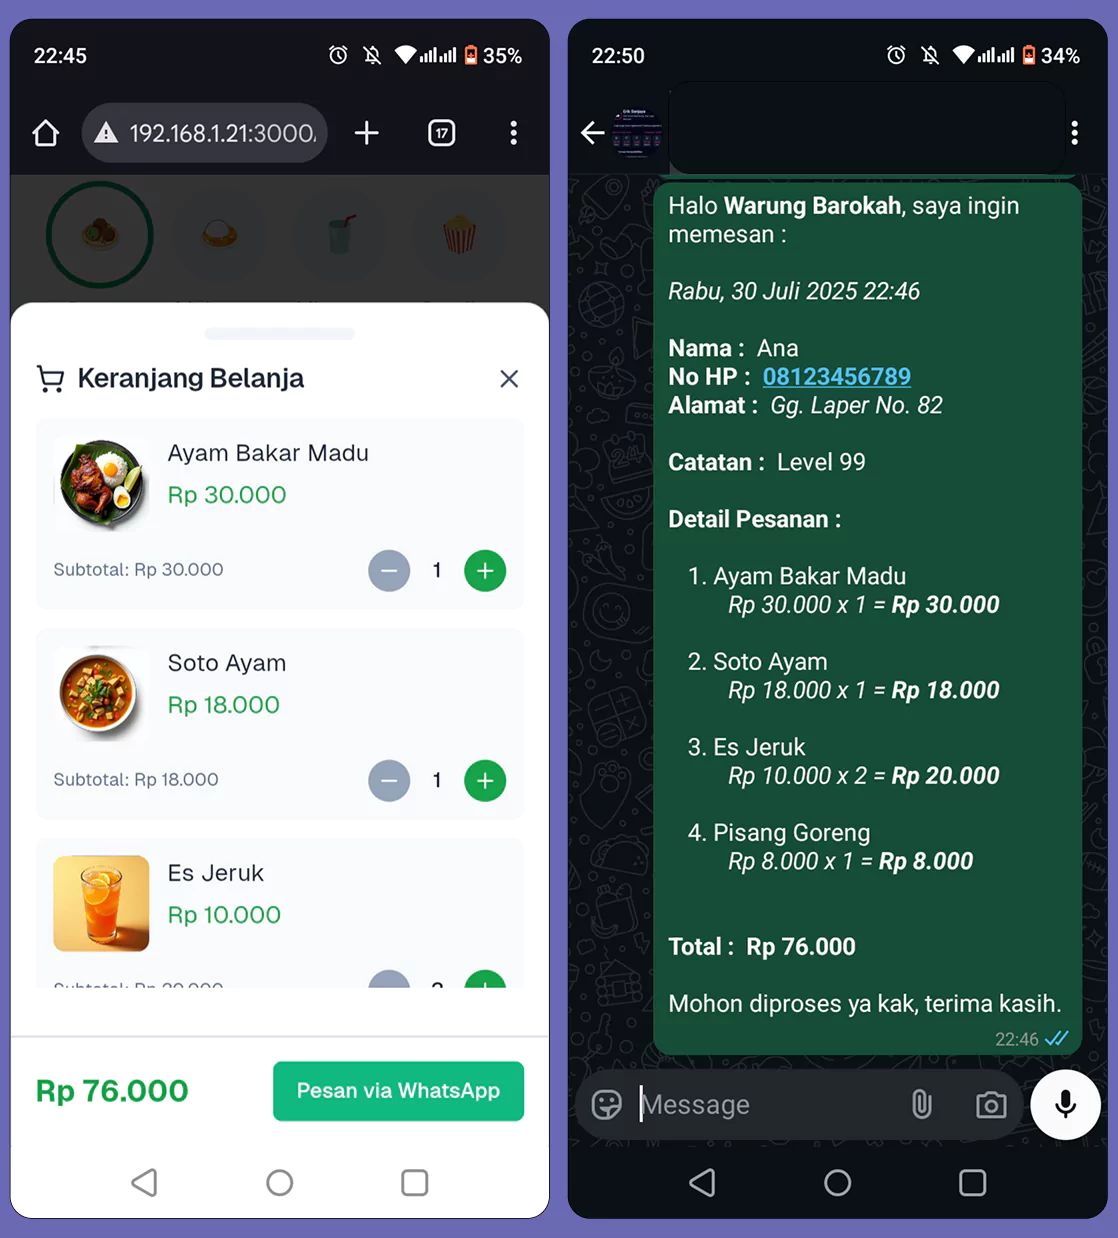 22:45
35%
192.168.1.21:3000/
17
Keranjang Belanja
Ayam Bakar Madu
Rp 30.000
Subtotal: Rp 30.000
1
Soto Ayam
Rp 18.000
Subtotal: Rp 18.000
1
Es Jeruk
Rp 10.000
Subtotal: Rp 20.000
2
Rp 76.000
Pesan via WhatsApp
22:50
34%
Halo Warung Barokah, saya ingin
memesan :
Rabu, 30 Juli 2025 22:46
Nama : Ana
No HP : 08123456789
Alamat : Gg. Laper No. 82
Catatan : Level 99
Detail Pesanan :
1. Ayam Bakar Madu
Rp 30.000 x 1 = Rp 30.000
2. Soto Ayam
Rp 18.000 x 1 = Rp 18.000
3. Es Jeruk
Rp 10.000 x 2 = Rp 20.000
4. Pisang Goreng
Rp 8.000 x 1 = Rp 8.000
Total : Rp 76.000
Mohon diproses ya kak, terima kasih.
22:46
Message